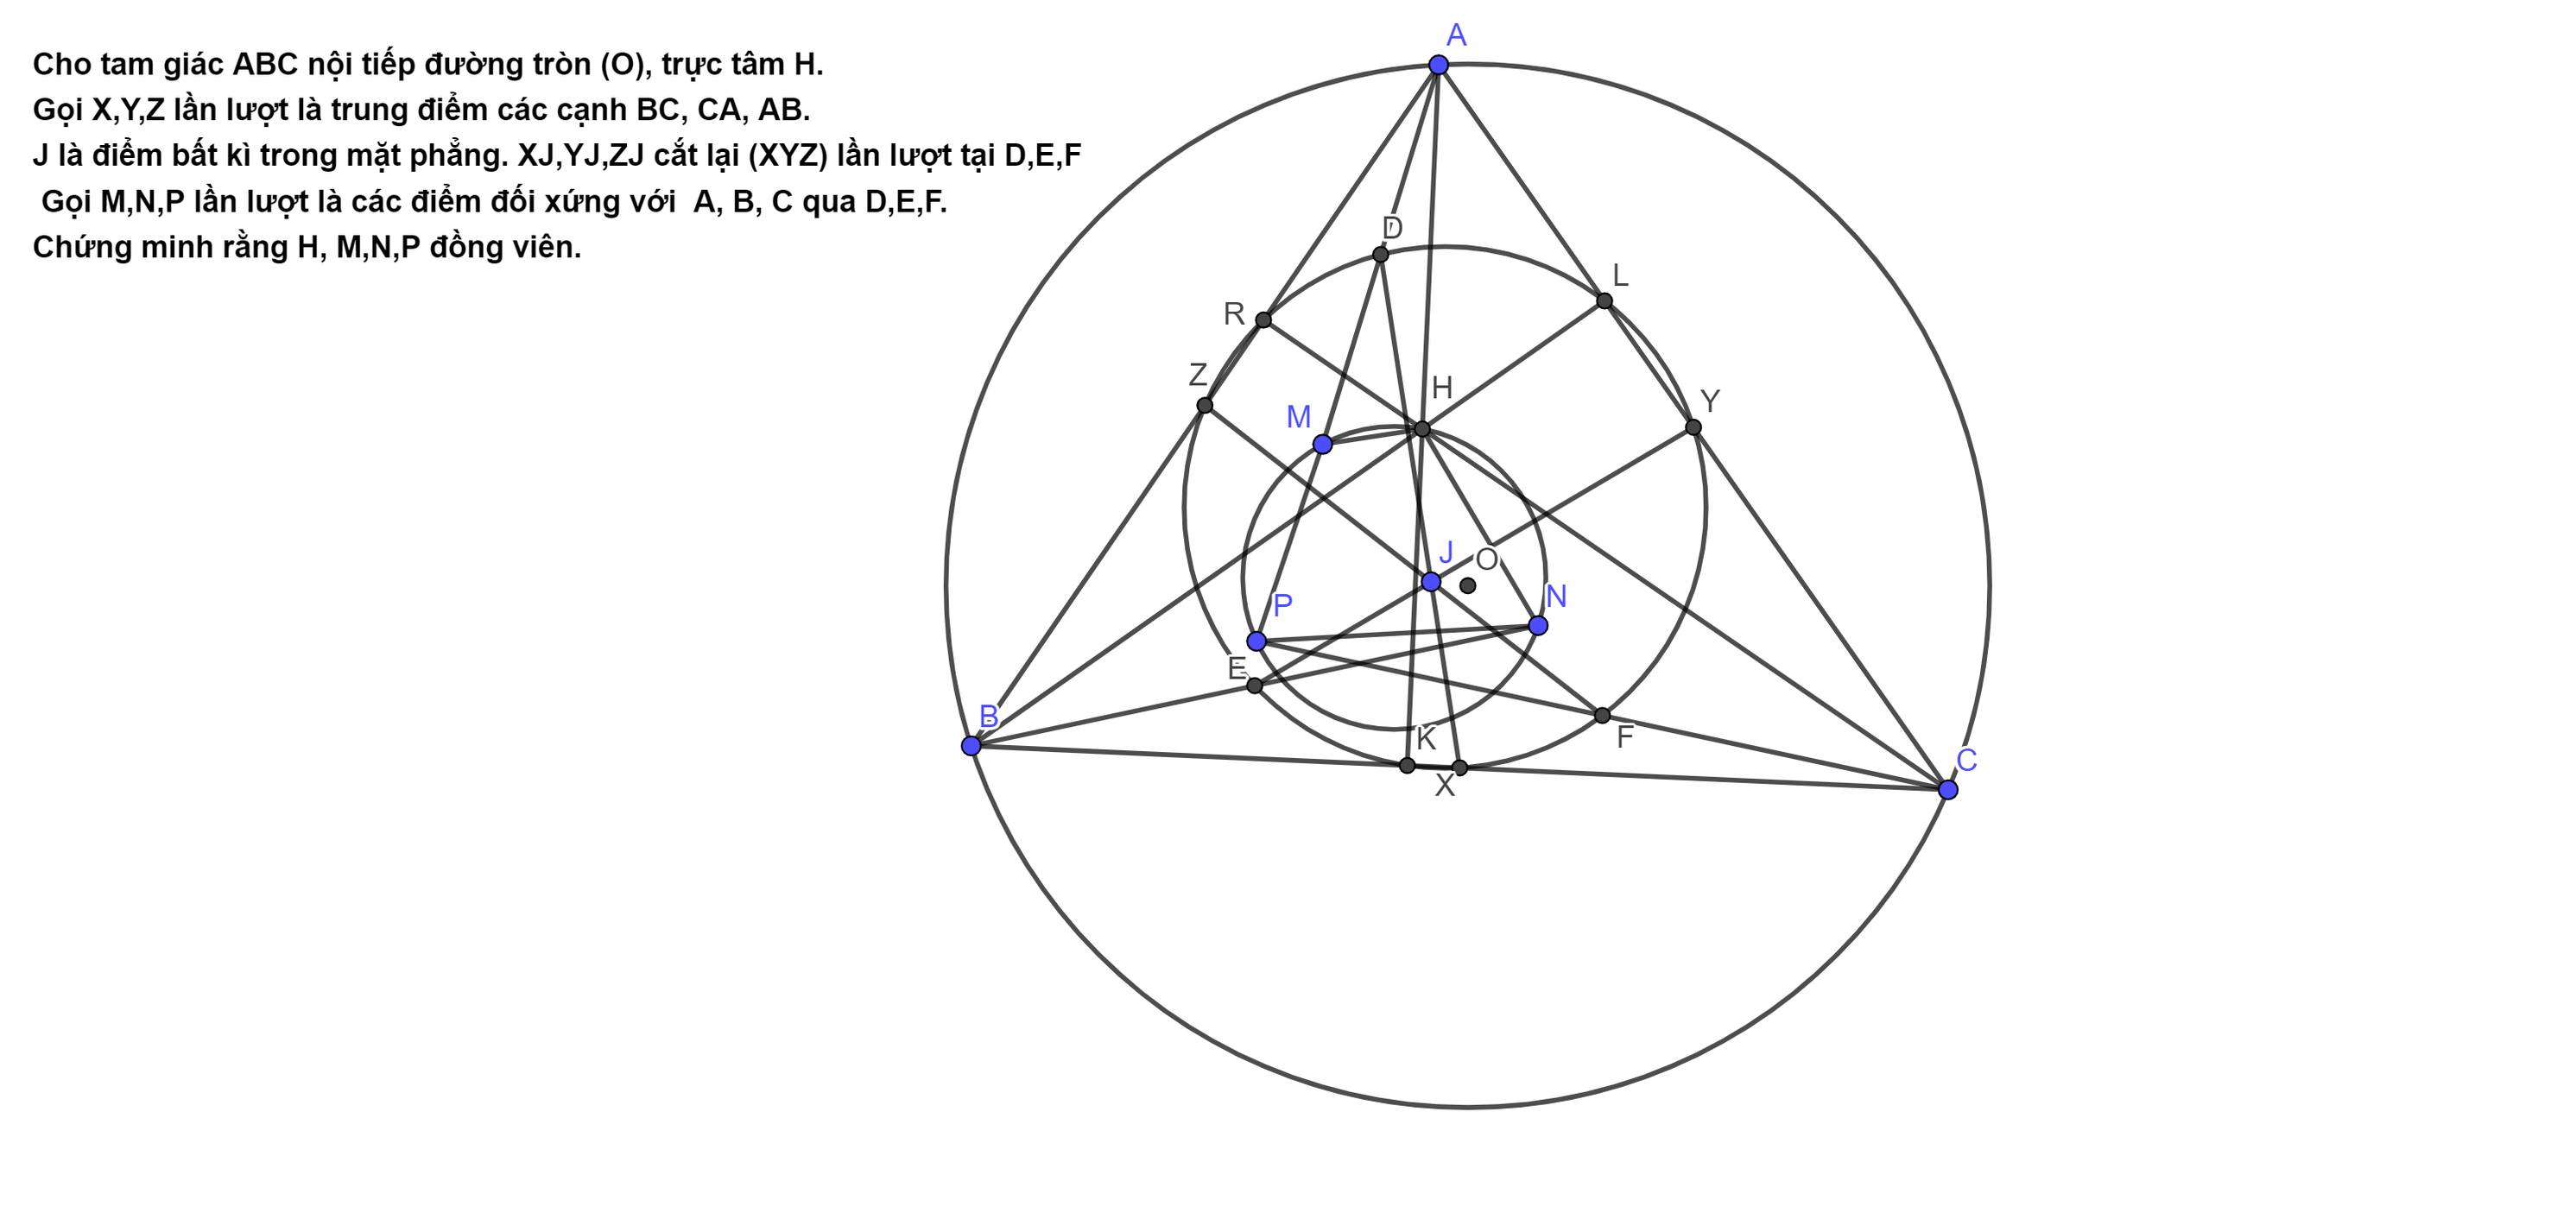 Cho tam giác ABC nội tiếp đường tròn (O), trực tâm H.
Gọi X,Y,Z lần lượt là trung điểm các cạnh BC, CA, AB.
J là điểm bất kì trong mặt phẳng. XJ,YJ,ZJ cắt lại (XYZ) lần lượt tại D,E,F
Gọi M,N,P lần lượt là các điểm đối xứng với A, B, C qua D,E,F.
Chứng minh rằng H, M,N,P đồng viên.
A
D
L
R
Z
H
Y
M
J
O
P
N
E
B
K
F
X
C